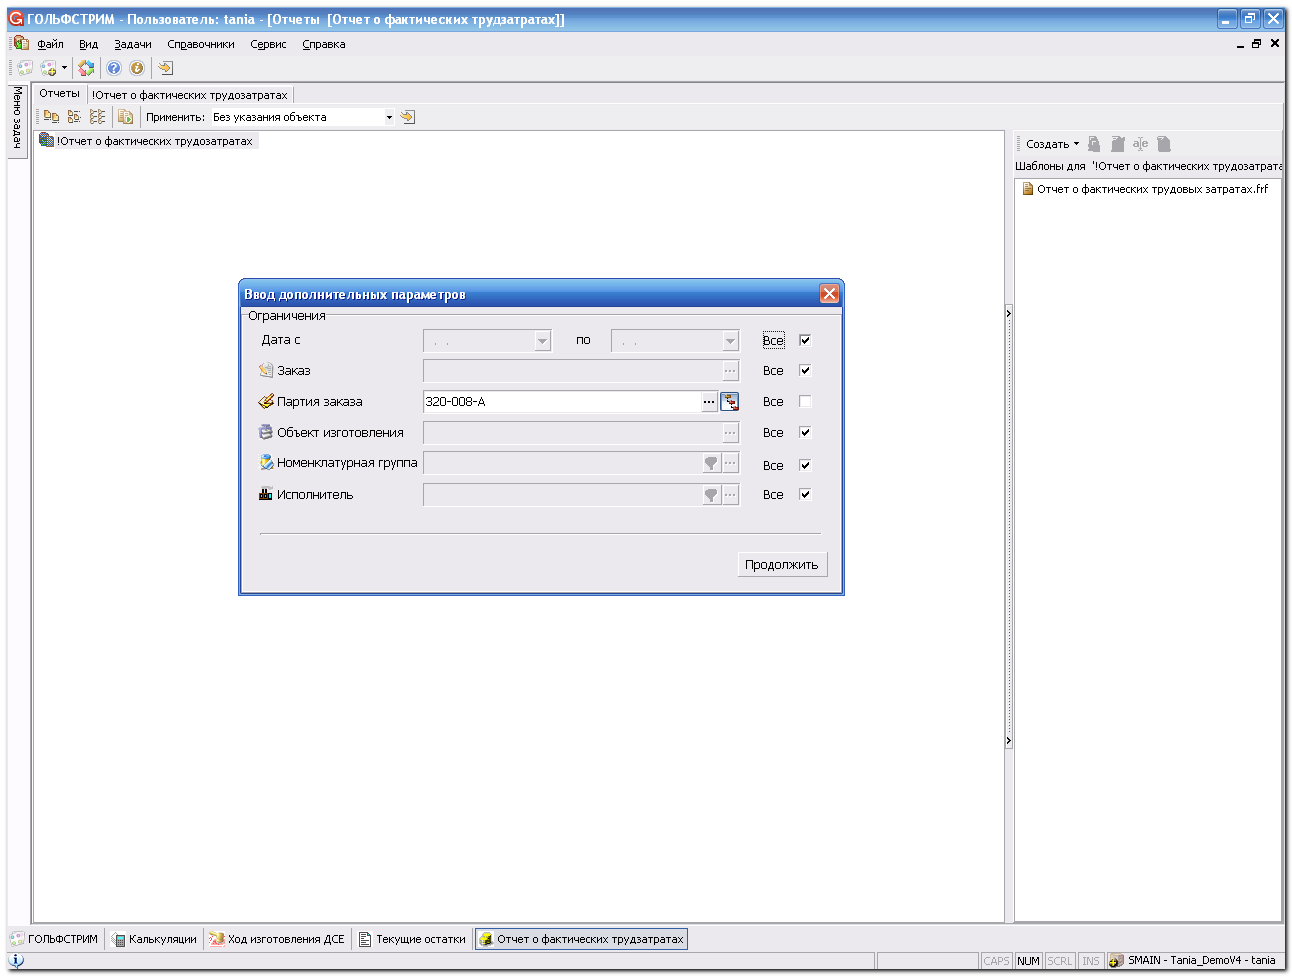 ГОЛЬФСТРИМ - Пользователь: tania - [Отчеты [Отчет о фактических трудзатратах]]
Файл Вид Задачи Справочники Сервис Справка
Меню задач
Отчеты !Отчет о фактических трудозатратах
Применить: Без указания объекта
!Отчет о фактических трудозатратах
Создать
Шаблоны для '!Отчет о фактических трудозатрата
Отчет о фактических трудовых затратах.frf
Ввод дополнительных параметров
Ограничения
Дата с . . по . . Все
Заказ Все
Партия заказа 320-008-А Все
Объект изготовления Все
Номенклатурная группа Все
Исполнитель Все
Продолжить
ГОЛЬФСТРИМ Калькуляции Ход изготовления ДСЕ Текущие остатки Отчет о фактических трудзатратах
CAPS NUM SCRL INS SMAIN - Tania_DemoV4 - tania